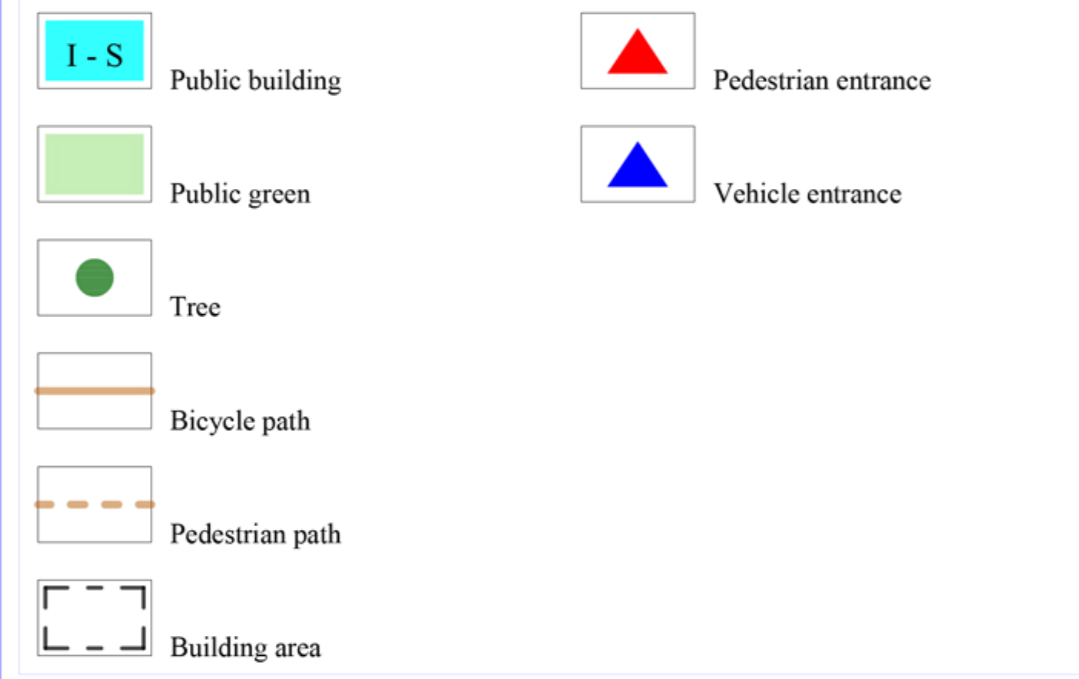 I - S
Public building
Public green
Tree
Bicycle path
Pedestrian path
Building area
Pedestrian entrance
Vehicle entrance